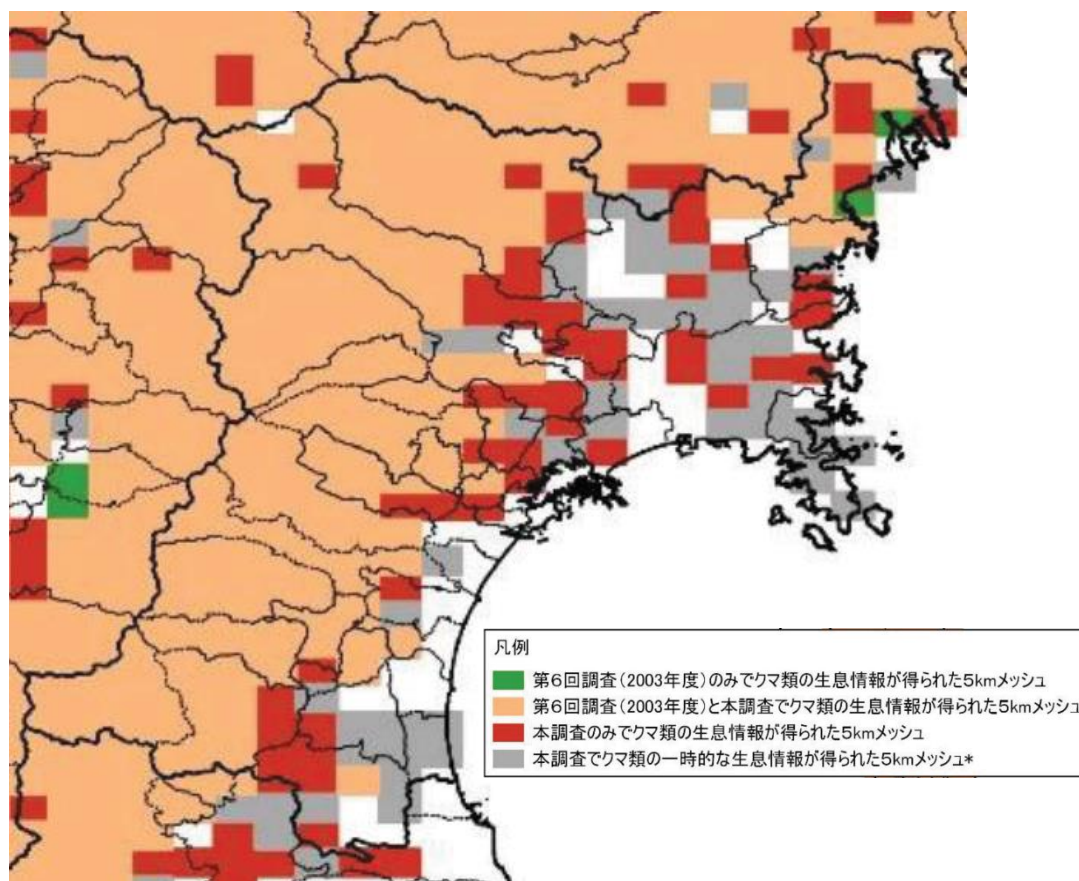 凡例
第6回調査(2003年度)のみでクマ類の生息情報が得られた5kmメッシュ
第6回調査(2003年度)と本調査でクマ類の生息情報が得られた5kmメッシュ
本調査のみでクマ類の生息情報が得られた5kmメッシュ
本調査でクマ類の一時的な生息情報が得られた5kmメッシュ*